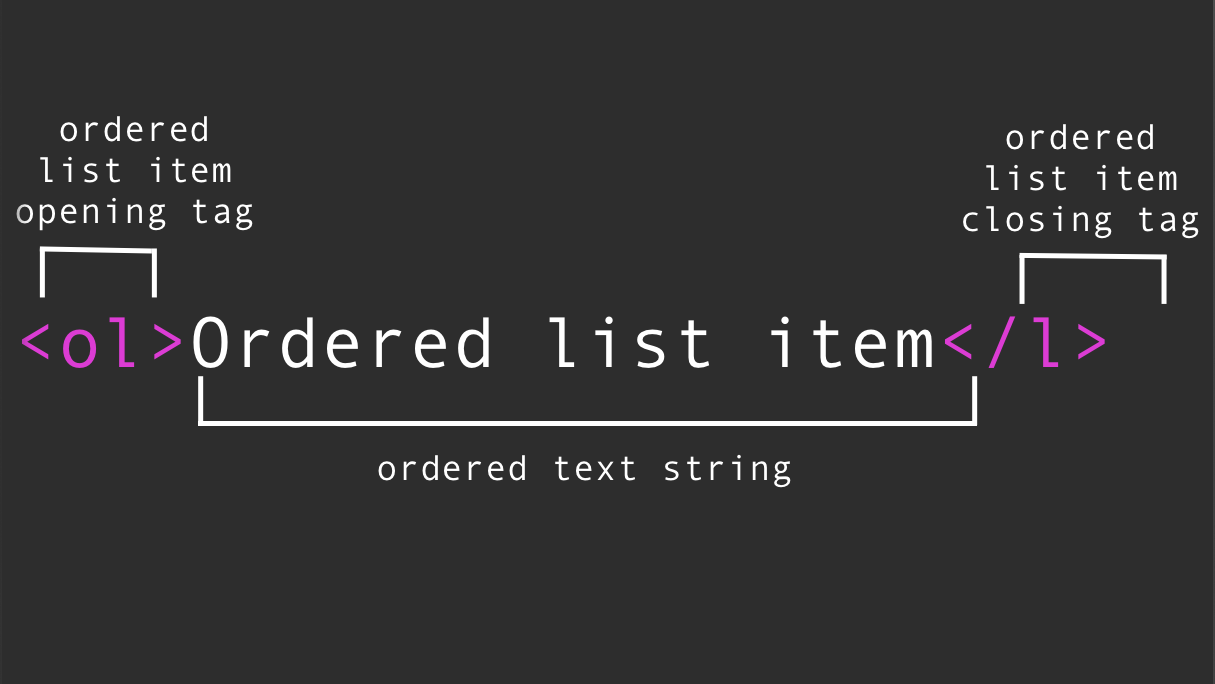 ordered
list item
opening tag
ordered
list item
closing tag
<ol>Ordered list item</l>
ordered text string